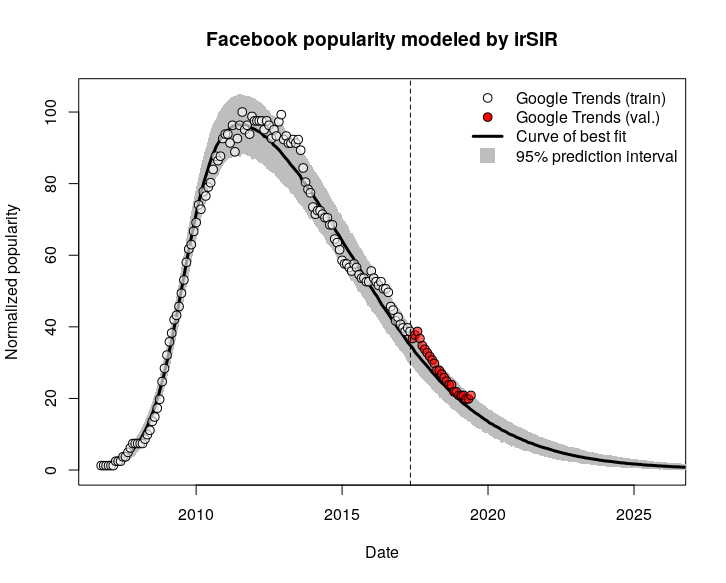 Facebook popularity modeled by irSIR
Google Trends (train)
Google Trends (val.)
Curve of best fit
95% prediction interval
Normalized popularity
100
80
60
40
20
0
2010 2015 2020 2025
Date